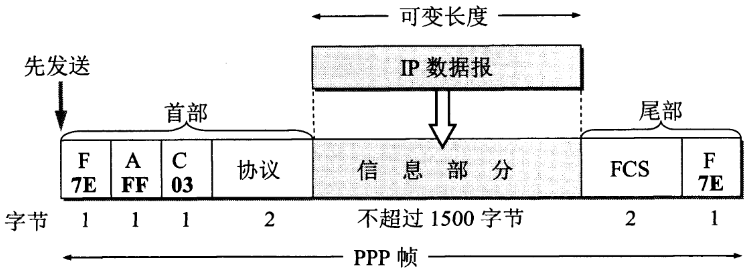 可变长度
IP 数据报
先发送
首部
尾部
F A C 协议 信息部分 FCS F
7E FF 03 7E
字节 1 1 1 2 不超过 1500 字节 2 1
PPP 帧